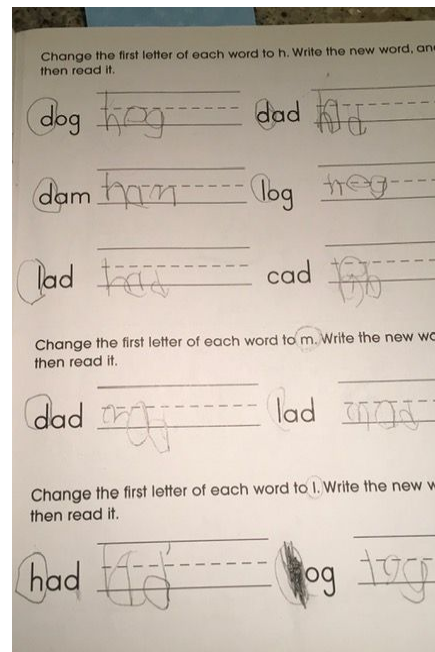 Change the first letter of each word to h. Write the new word, an
then read it.
dog hog dad had
dam ham log hog
lad had cad
Change the first letter of each word to m. Write the new wo
then read it.
dad lad mad
Change the first letter of each word to l. Write the new w
then read it.
had og log